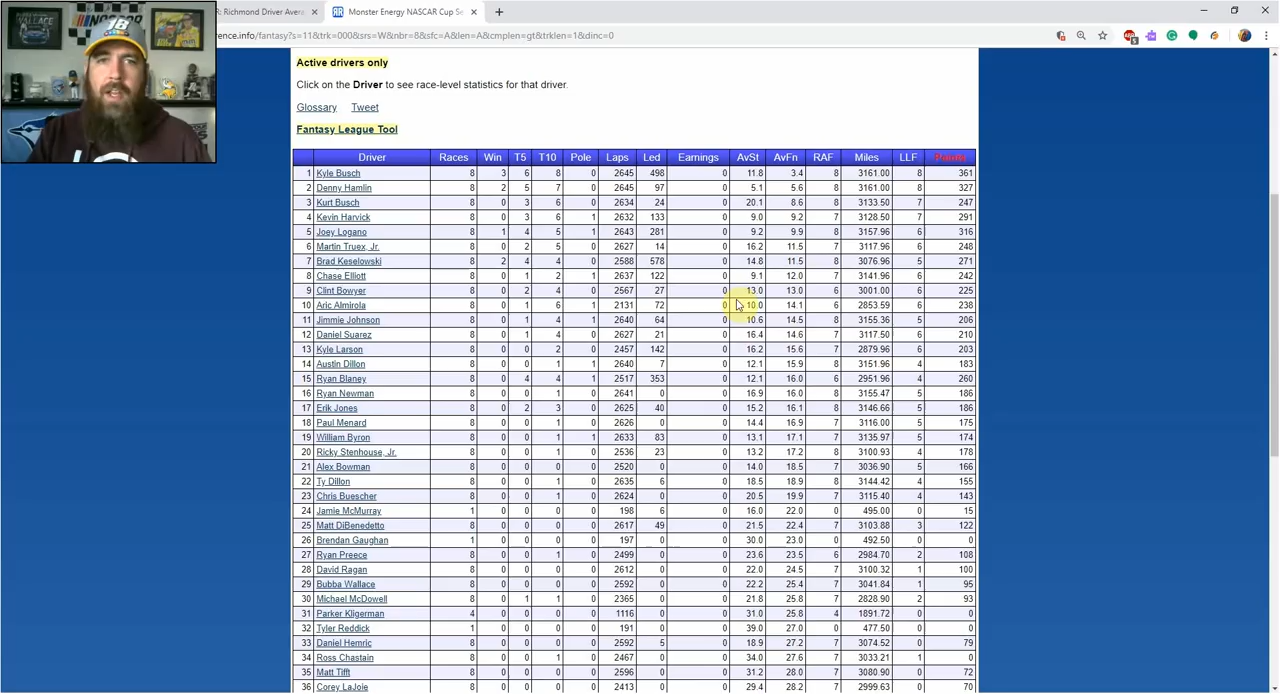 : Richmond Driver Avera
Monster Energy NASCAR Cup Se
rence.info/fantasy?s=11&trk=000&srs=W&nbr=8&sfc=A&len=A&cmplen=gt&trklen=1&dinc=0
Active drivers only
Click on the Driver to see race-level statistics for that driver.
Glossary Tweet
Fantasy League Tool
Driver Races Win T5 T10 Pole Laps Led Earnings AvSt AvFn RAF Miles LLF Points
1 Kyle Busch 8 3 6 8 0 2645 498 0 11.8 3.4 8 3161.00 8 361
2 Denny Hamlin 8 2 5 7 0 2645 97 0 5.1 5.6 8 3161.00 8 327
3 Kurt Busch 8 0 3 6 0 2634 24 0 20.1 8.6 8 3133.50 7 247
4 Kevin Harvick 8 0 3 6 1 2632 133 0 9.0 9.2 7 3128.50 7 291
5 Joey Logano 8 1 4 5 1 2643 281 0 9.2 9.9 8 3157.96 6 316
6 Martin Truex, Jr. 8 0 2 5 0 2627 14 0 16.2 11.5 8 3117.96 6 248
7 Brad Keselowski 8 2 4 4 0 2588 578 0 14.8 11.5 8 3076.96 5 271
8 Chase Elliott 8 0 1 2 1 2637 122 0 9.1 12.0 8 3141.96 6 242
9 Clint Bowyer 8 0 2 4 0 2567 27 0 13.0 13.0 6 3001.00 6 225
10 Aric Almirola 8 0 1 6 1 2131 72 0 10.0 14.1 6 2853.59 6 238
11 Jimmie Johnson 8 0 1 4 1 2640 64 0 10.6 14.5 8 3155.36 5 206
12 Daniel Suarez 8 0 1 4 0 2627 21 0 16.4 14.6 7 3117.50 6 210
13 Kyle Larson 8 0 0 2 0 2457 142 0 16.2 15.6 7 2879.96 6 203
14 Austin Dillon 8 0 0 1 1 2640 7 0 12.1 15.9 8 3151.96 4 183
15 Ryan Blaney 8 0 4 4 1 2517 353 0 12.1 16.0 6 2951.96 4 260
16 Ryan Newman 8 0 0 1 0 2641 0 0 16.9 16.0 8 3155.47 5 186
17 Erik Jones 8 0 2 3 0 2625 40 0 15.2 16.1 8 3146.66 5 186
18 Paul Menard 8 0 0 1 0 2626 0 0 14.4 16.9 7 3116.00 5 175
19 William Byron 8 0 0 1 1 2633 83 0 13.1 17.1 7 3135.97 5 174
20 Ricky Stenhouse, Jr. 8 0 0 1 0 2536 23 0 13.2 17.2 8 3100.93 4 178
21 Alex Bowman 8 0 0 0 0 2520 0 0 14.0 18.5 7 3036.90 5 166
22 Ty Dillon 8 0 0 1 0 2635 6 0 18.5 18.9 8 3144.42 4 155
23 Chris Buescher 8 0 0 1 0 2624 0 0 20.5 19.9 7 3115.40 4 143
24 Jamie McMurray 1 0 0 0 0 198 6 0 16.0 22.0 0 495.00 0 15
25 Matt DiBenedetto 8 0 0 0 0 2617 49 0 21.5 22.4 7 3103.88 3 122
26 Brendan Gaughan 1 0 0 0 0 197 0 0 30.0 23.0 0 492.50 0 0
27 Ryan Preece 8 0 0 1 0 2499 0 0 23.6 23.5 6 2984.70 2 108
28 David Ragan 8 0 0 0 0 2612 0 0 22.0 24.5 7 3100.32 1 100
29 Bubba Wallace 8 0 0 0 0 2592 0 0 22.2 25.4 7 3041.84 1 95
30 Michael McDowell 8 0 1 1 0 2365 0 0 21.8 25.8 7 2828.90 2 93
31 Parker Kligerman 4 0 0 0 0 1116 0 0 31.0 25.8 4 1891.72 0 0
32 Tyler Reddick 1 0 0 0 0 191 0 0 39.0 27.0 0 477.50 0 0
33 Daniel Hemric 8 0 0 0 0 2592 5 0 18.9 27.2 7 3074.52 0 79
34 Ross Chastain 8 0 0 1 0 2467 0 0 34.0 27.6 7 3033.21 1 0
35 Matt Tifft 8 0 0 0 0 2596 0 0 31.2 28.0 7 3080.90 0 72
36 Corey LaJoie 8 0 0 0 0 2413 0 0 29.4 28.2 7 2999.63 0 70